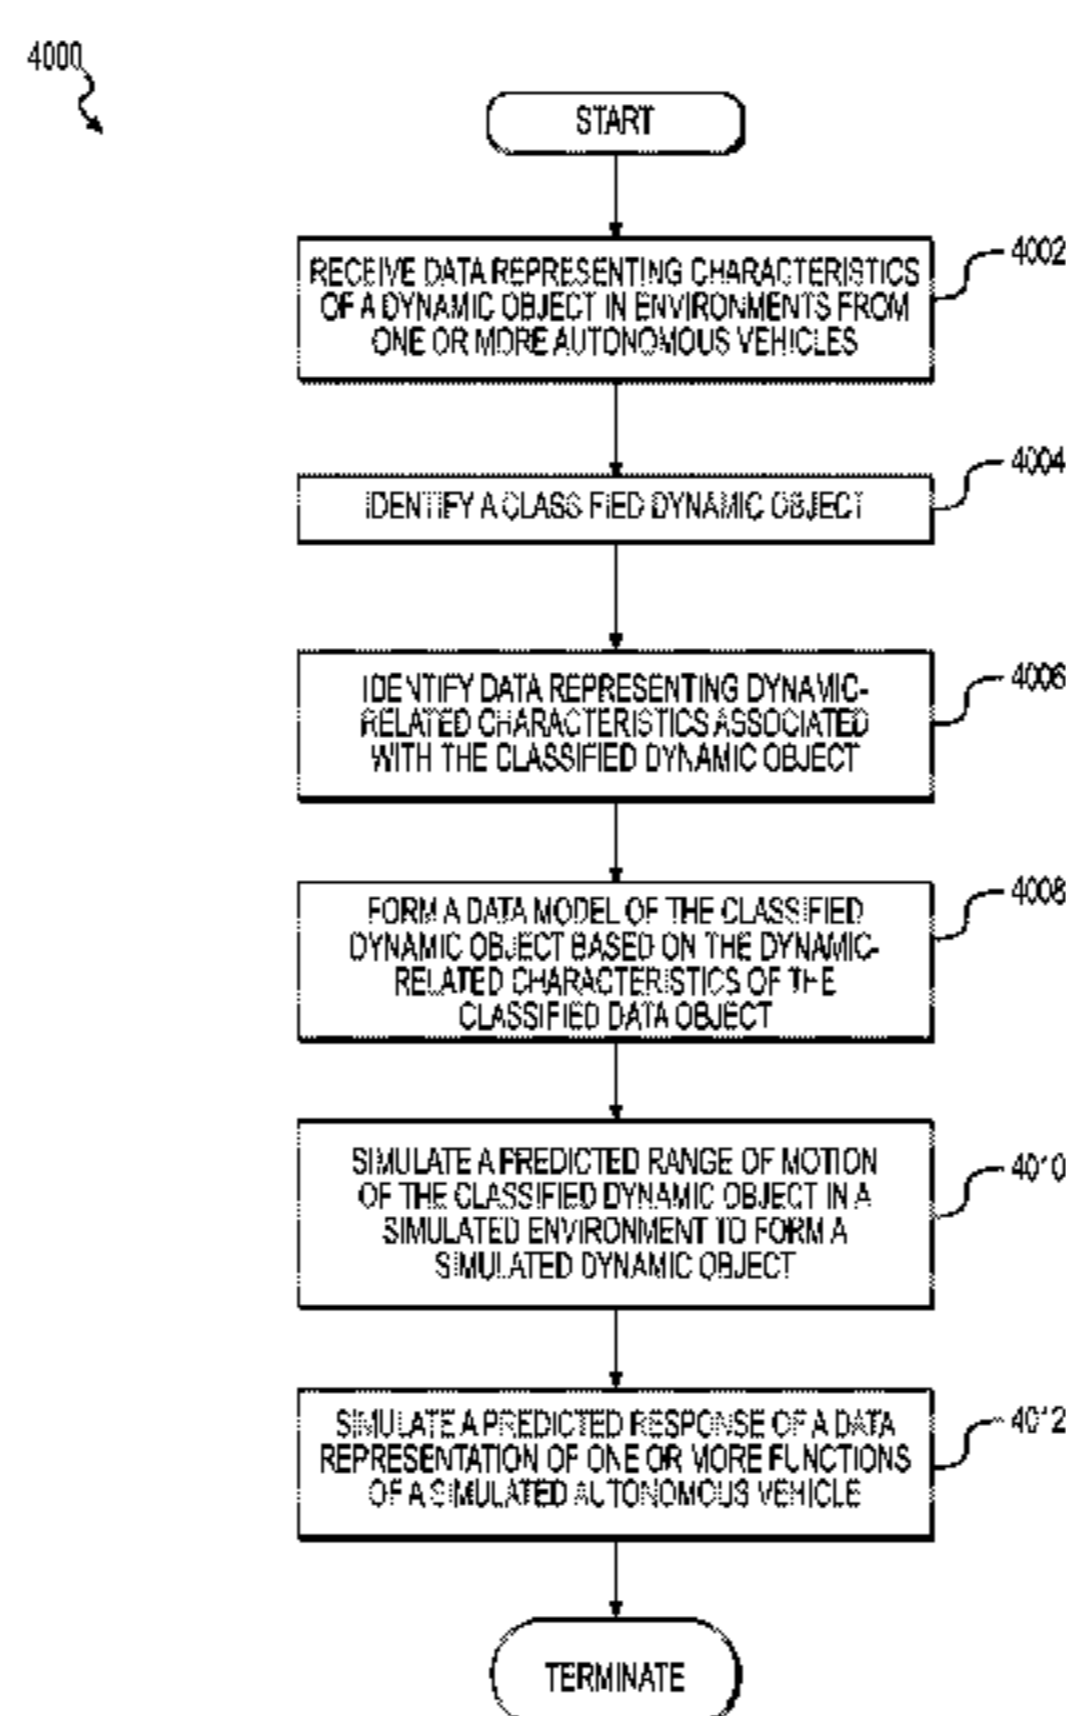 4000
START
RECEIVE DATA REPRESENTING CHARACTERISTICS
OF A DYNAMIC OBJECT IN ENVIRONMENTS FROM
ONE OR MORE AUTONOMOUS VEHICLES
4002
IDENTIFY A CLASSIFIED DYNAMIC OBJECT
4004
IDENTIFY DATA REPRESENTING DYNAMIC-
RELATED CHARACTERISTICS ASSOCIATED
WITH THE CLASSIFIED DYNAMIC OBJECT
4006
FORM A DATA MODEL OF THE CLASSIFIED
DYNAMIC OBJECT BASED ON THE DYNAMIC-
RELATED CHARACTERISTICS OF THE
CLASSIFIED DATA OBJECT
4008
SIMULATE A PREDICTED RANGE OF MOTION
OF THE CLASSIFIED DYNAMIC OBJECT IN A
SIMULATED ENVIRONMENT TO FORM A
SIMULATED DYNAMIC OBJECT
4010
SIMULATE A PREDICTED RESPONSE OF A DATA
REPRESENTATION OF ONE OR MORE FUNCTIONS
OF A SIMULATED AUTONOMOUS VEHICLE
4012
TERMINATE